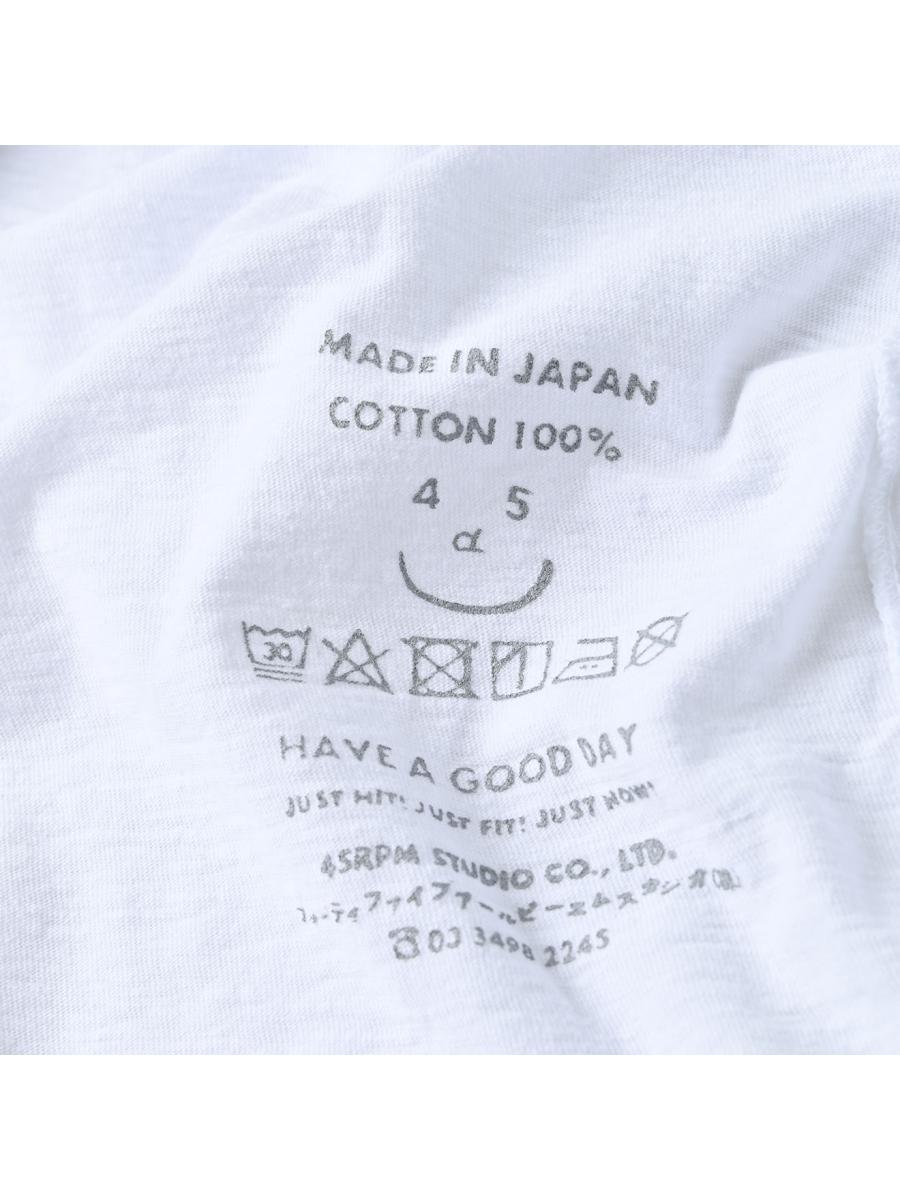 MADE IN JAPAN
COTTON 100%
4 5
R
30
HAVE A GOOD DAY
JUST HIT! JUST FIT! JUST NOW!
45RPM STUDIO CO., LTD.
フォーティファイブアールピーエムスタジオ(株)
☎03 3498 2245